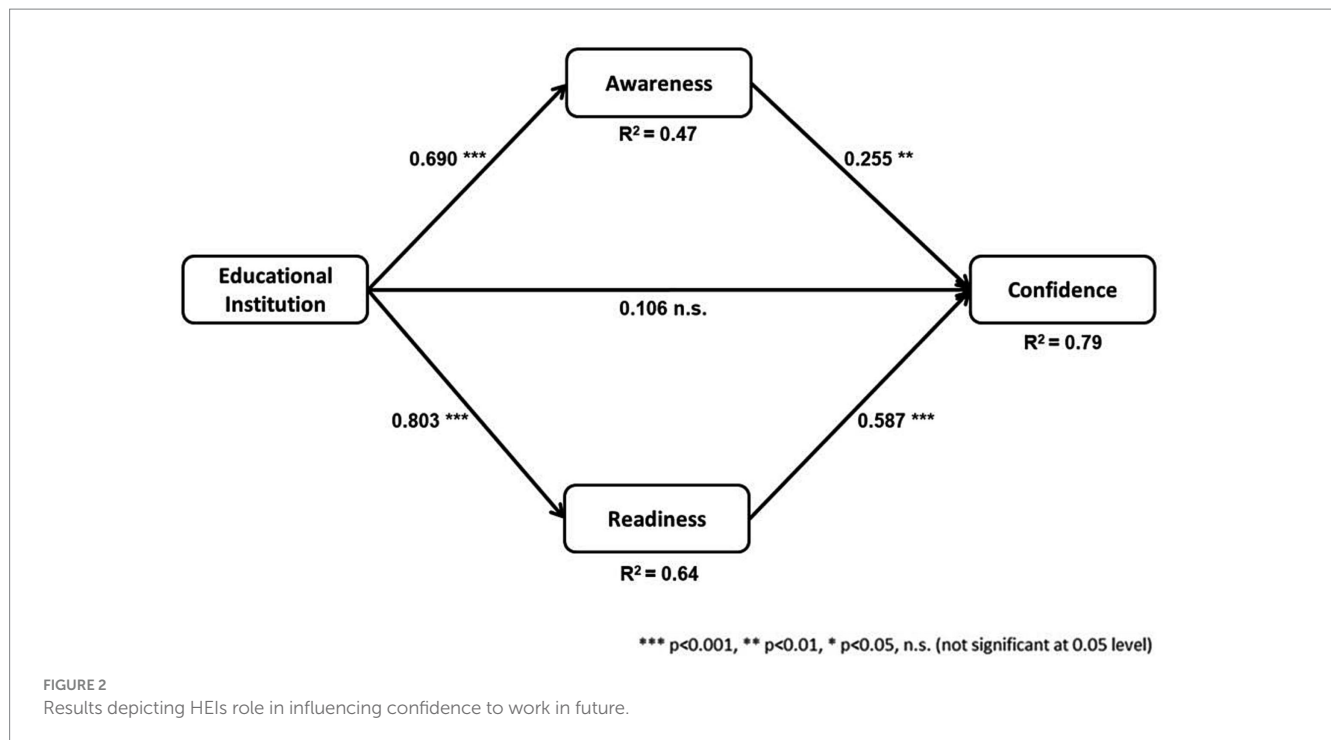 Awareness
R² = 0.47
0.690 ***
0.255 **
Educational
Institution
0.106 n.s.
Confidence
R² = 0.79
0.803 ***
0.587 ***
Readiness
R² = 0.64
*** p<0.001, ** p<0.01, * p<0.05, n.s. (not significant at 0.05 level)
FIGURE 2
Results depicting HEIs role in influencing confidence to work in future.